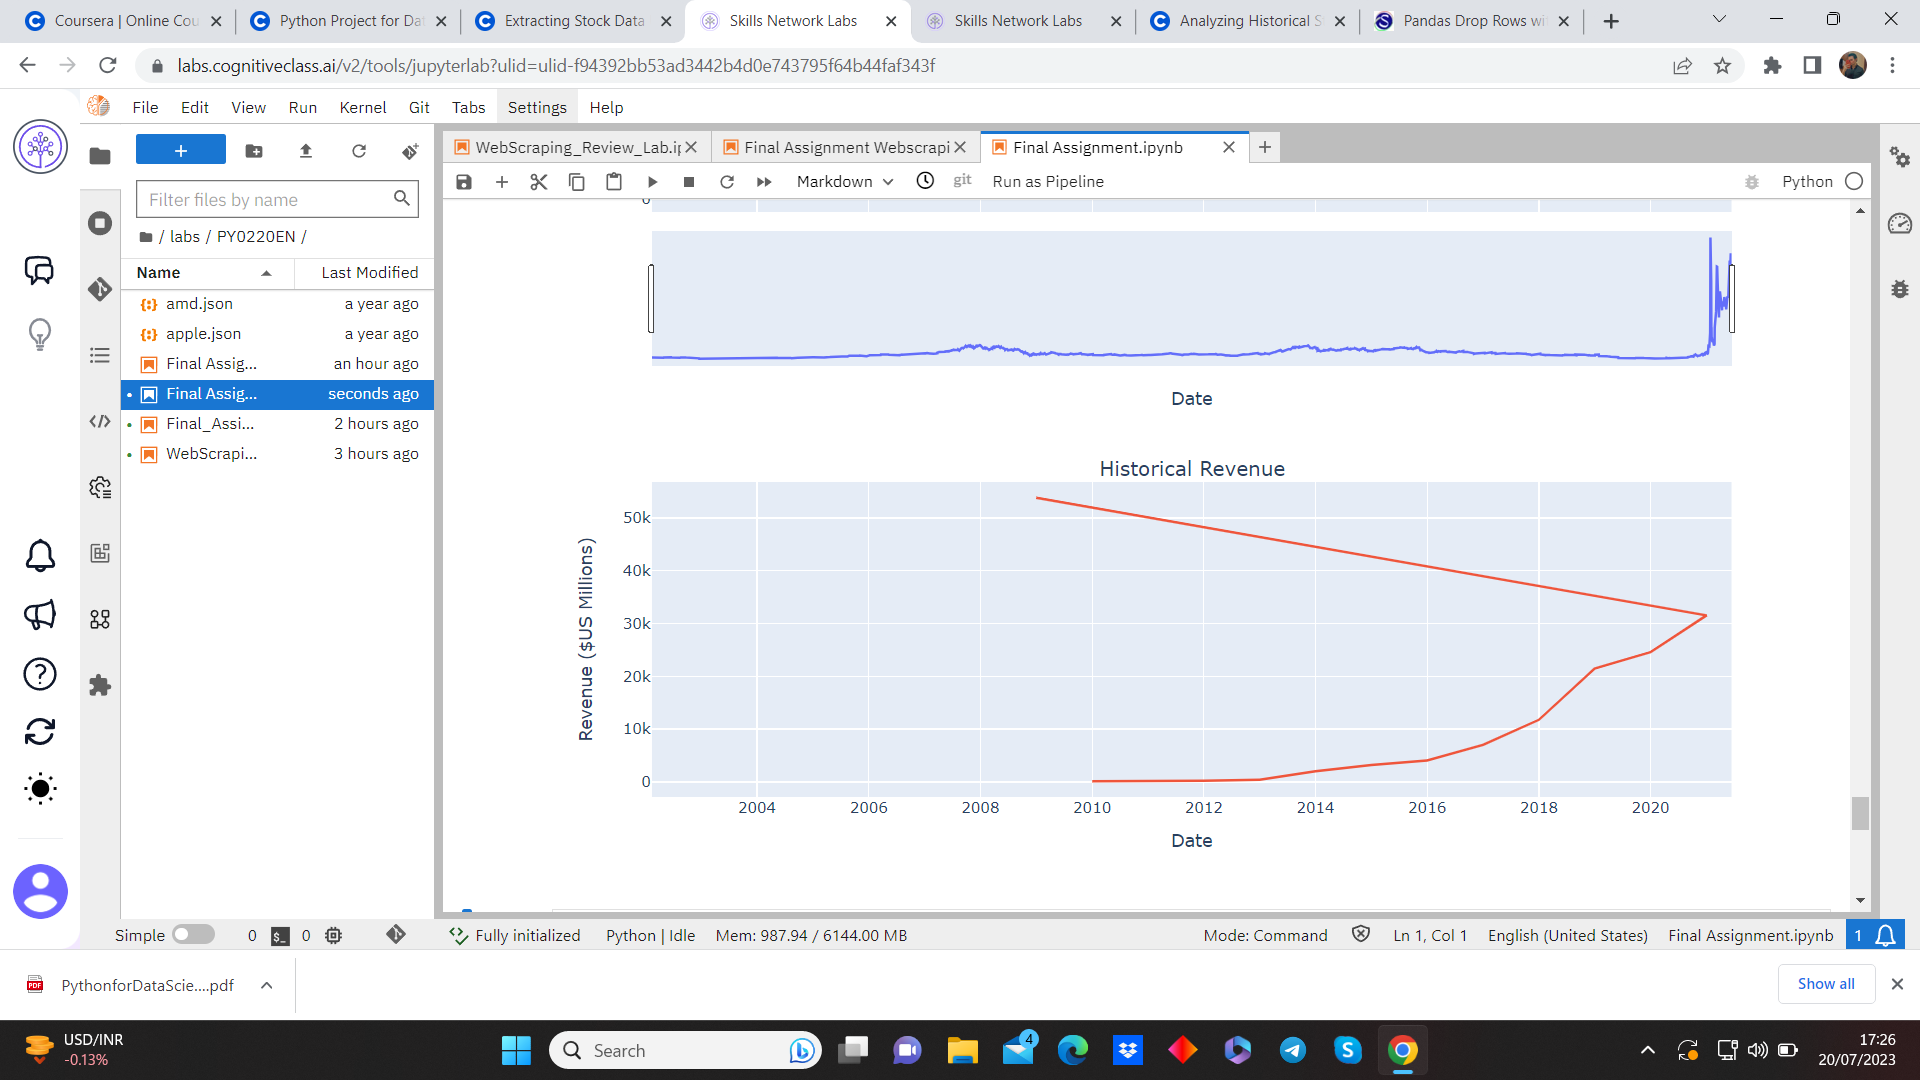 Coursera | Online Cou
Python Project for Dat
Extracting Stock Data
Skills Network Labs
Skills Network Labs
Analyzing Historical S
Pandas Drop Rows wi
labs.cognitiveclass.ai/v2/tools/jupyterlab?ulid=ulid-f94392bb53ad3442b4d0e743795f64b44faf343f
File Edit View Run Kernel Git Tabs Settings Help
WebScraping_Review_Lab.i
Final Assignment Webscrapi
Final Assignment.ipynb
Markdown
git
Run as Pipeline
Python
Filter files by name
/ labs / PY0220EN /
Name Last Modified
amd.json a year ago
apple.json a year ago
Final Assig... an hour ago
Final Assig... seconds ago
Final_Assi... 2 hours ago
WebScrapi... 3 hours ago
0
Date
Historical Revenue
Revenue ($US Millions)
50k
40k
30k
20k
10k
0
2004 2006 2008 2010 2012 2014 2016 2018 2020
Date
Simple 0 $_ 0 Fully initialized Python | Idle Mem: 987.94 / 6144.00 MB Mode: Command Ln 1, Col 1 English (United States) Final Assignment.ipynb 1
PDF
PythonforDataScie....pdf
Show all
USD/INR
-0.13%
Search
4
17:26
20/07/2023